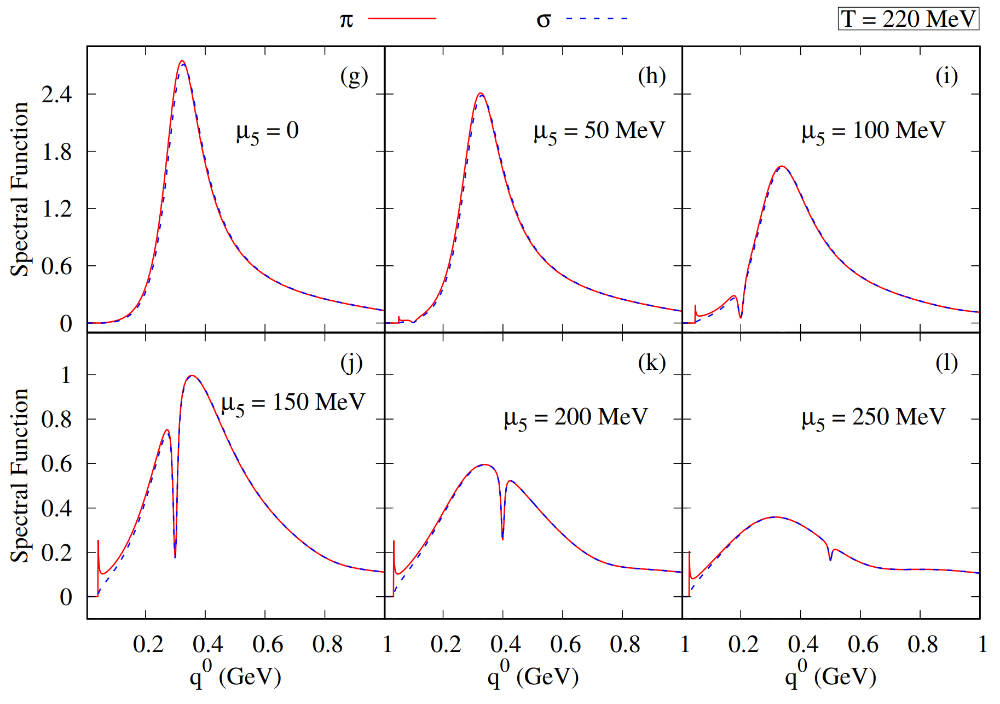 π σ T = 220 MeV
(g) (h) (i)
μ5 = 0 μ5 = 50 MeV μ5 = 100 MeV
Spectral Function
2.4
1.8
1.2
0.6
0
(j) (k) (l)
μ5 = 150 MeV μ5 = 200 MeV μ5 = 250 MeV
Spectral Function
1
0.8
0.6
0.4
0.2
0
0.2 0.4 0.6 0.8 1 0.2 0.4 0.6 0.8 1 0.2 0.4 0.6 0.8 1
q0 (GeV) q0 (GeV) q0 (GeV)